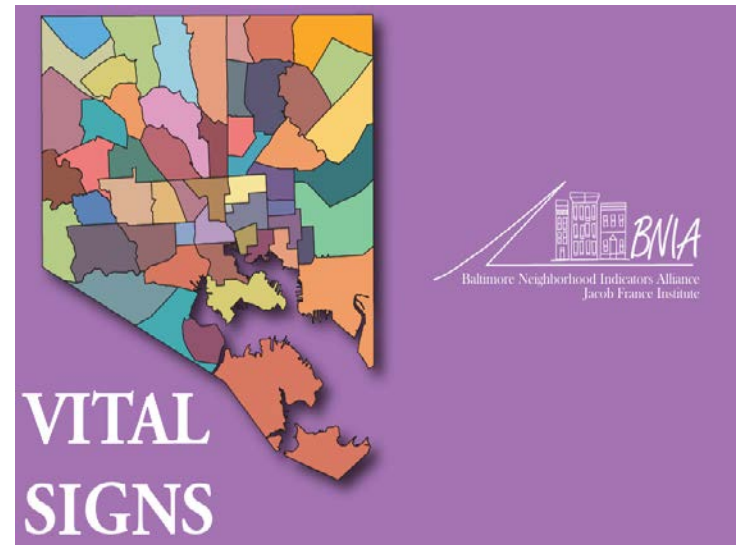 BNIA
Baltimore Neighborhood Indicators Alliance
Jacob France Institute
VITAL
SIGNS